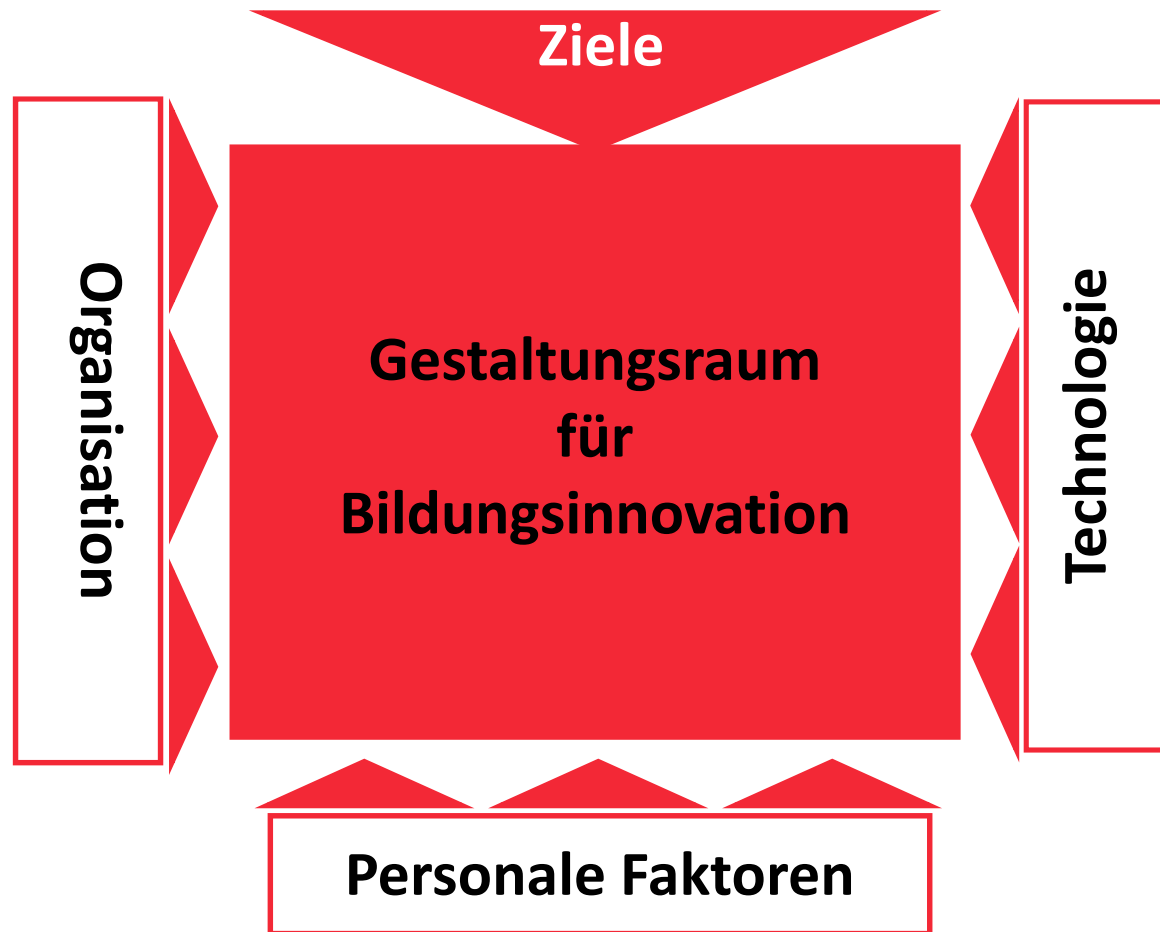 Ziele
Organisation
Gestaltungsraum
für
Bildungsinnovation
Technologie
Personale Faktoren